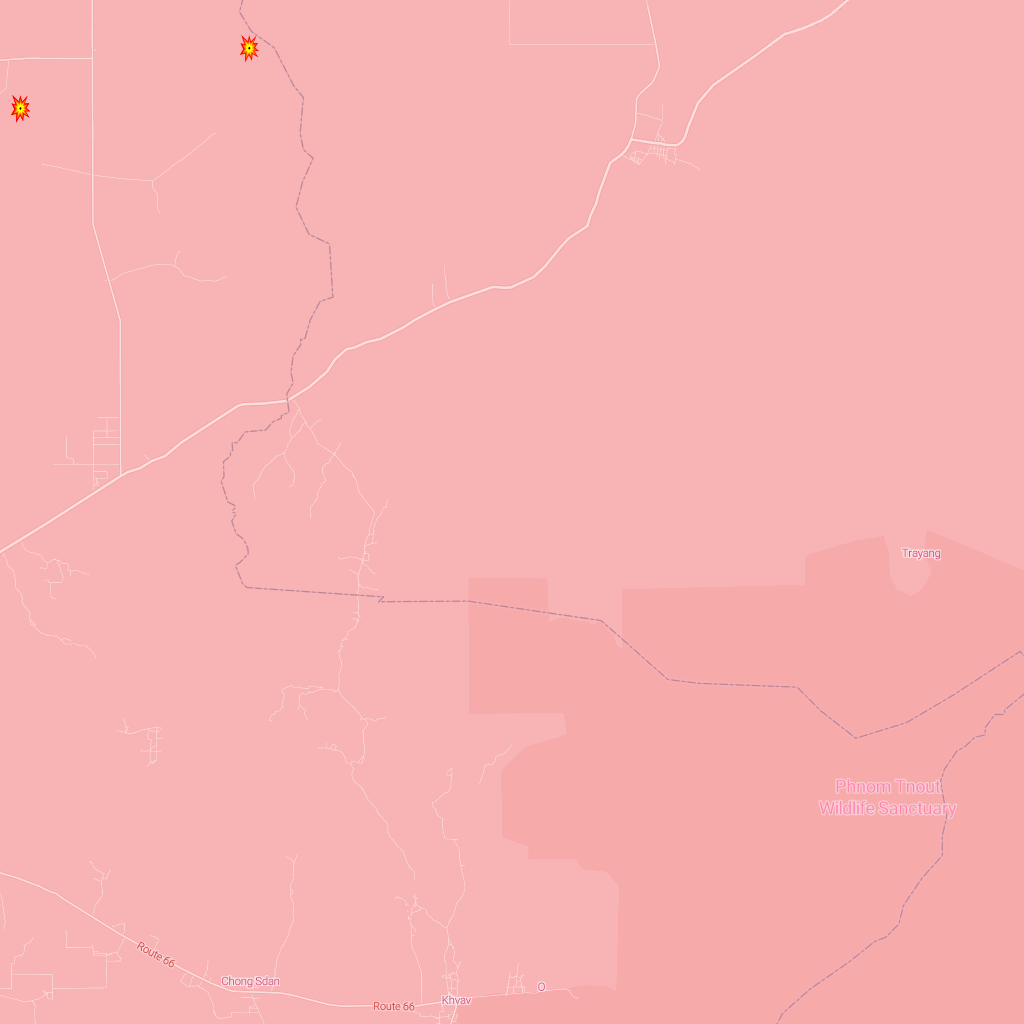 Trayang
Phnom Tnout
Wildlife Sanctuary
Route 66
Chong Sdan
Route 66
Khvav
O